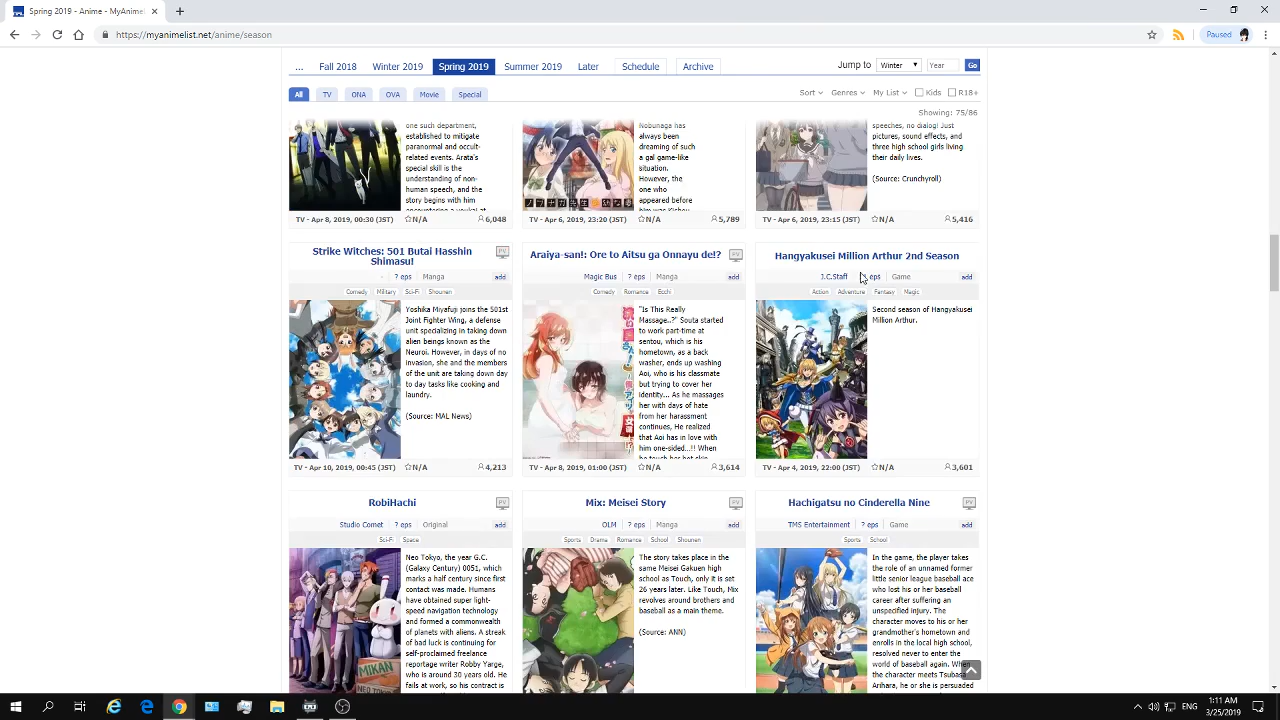 Spring 2019 - Anime - MyAnimeL
https://myanimelist.net/anime/season
Paused
... Fall 2018 Winter 2019 Spring 2019 Summer 2019 Later Schedule Archive Jump to Winter Year Go
All TV ONA OVA Movie Special Sort Genres My List Kids R18+
Showing: 75/86
one such department,
established to mitigate
paranormal and occult-
related events. Arata's
special skill is the
understanding of non-
human speech, and the
story begins with him
TV - Apr 8, 2019, 00:30 (JST) N/A 6,048
Nobunaga has
always been
dreaming of such
a gal game-like
situation.
However, the
one who
appeared before
TV - Apr 6, 2019, 23:20 (JST) N/A 5,789
speeches, no dialog! Just
pictures, sound effects, and
three high school girls living
their daily lives.
(Source: Crunchyroll)
TV - Apr 6, 2019, 23:15 (JST) N/A 5,416
Strike Witches: 501 Butai Hasshin
Shimasu!
PV
- ? eps Manga add
Comedy Military Sci-Fi Shounen
Yoshika Miyafuji joins the 501st
Joint Fighter Wing, a defense
unit specializing in taking down
alien beings known as the
Neuroi. However, in days of no
invasion, she and the members
of the unit are taking down day
to day tasks like cooking and
laundry.
(Source: MAL News)
TV - Apr 10, 2019, 00:45 (JST) N/A 4,213
Araiya-san!: Ore to Aitsu ga Onnayu de!?
PV
Magic Bus ? eps Manga add
Comedy Romance Ecchi
"Is This Really
Massage..?" Souta started
to work part-time at
sentou, which is his
hometown, as a back
washer, ends up washing
Aoi, who is his classmate
but trying to cover her
identity... As he massages
her with days of hate
from her harassment
continues, He realized
that Aoi has in love with
him one-sided...!! When
he touch her hot skin
TV - Apr 8, 2019, 01:00 (JST) N/A 3,614
Hangyakusei Million Arthur 2nd Season
J.C.Staff eps Game add
Action Adventure Fantasy Magic
Second season of Hangyakusei
Million Arthur.
TV - Apr 4, 2019, 22:00 (JST) N/A 3,601
RobiHachi
PV
Studio Comet ? eps Original add
Sci-Fi Space
Neo Tokyo, the year G.C.
(Galaxy Century) 0051, which
marks a half century since first
contact was made. Humans
have obtained super light-
speed navigation technology
and formed a commonwealth
of planets with aliens. A streak
of bad luck is continuing for
self-proclaimed freelance
reportage writer Robby Yarge,
who is around 30 years old. He
fails at work, so his contract is
MIKAN
Mix: Meisei Story
PV
OLM ? eps Manga add
Sports Drama Romance School Shounen
The story takes place in the
same Meisei Gakuen high
school as Touch, only it is set
26 years later. Like Touch, Mix
revolves around brothers and
baseball as a main theme.
(Source: ANN)
Hachigatsu no Cinderella Nine
PV
TMS Entertainment ? eps Game add
Sports School
In the game, the player takes
the role of an unnamed former
little senior league baseball ace
who lost his or her baseball
career after suffering an
unspecified injury. The
character moves to his or her
grandmother's hometown and
enrolls in the local high school,
resolved never to enter the
world of baseball again. When
the character meets Tsubasa
Arihara, he or she is persuaded
ENG
1:11 AM
3/25/2019